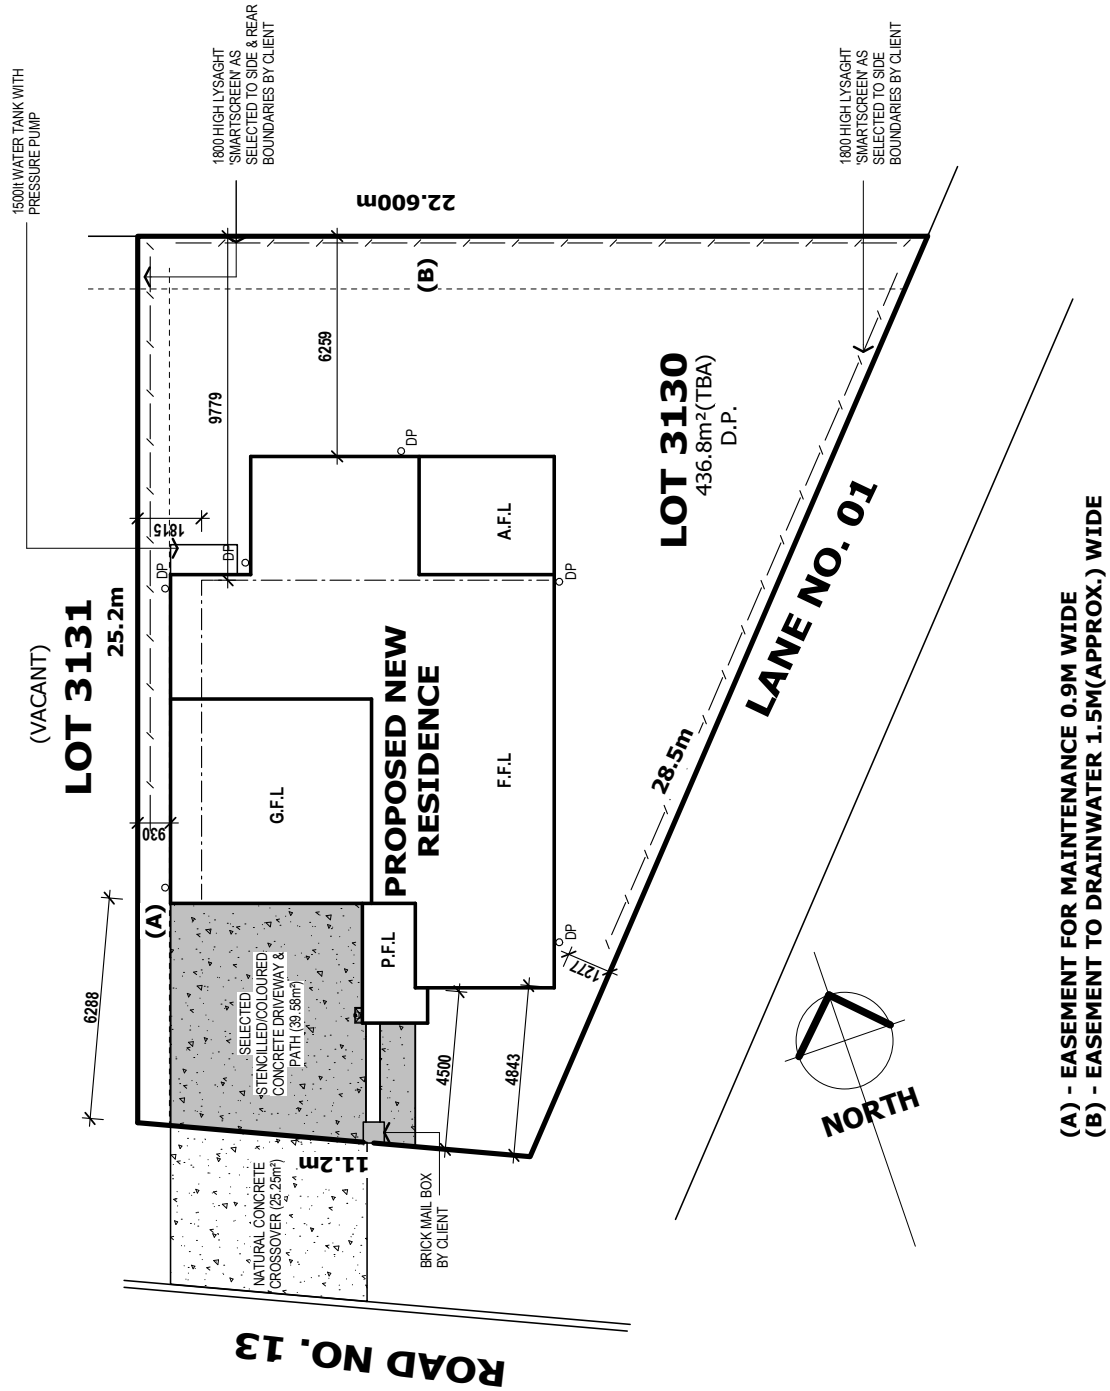 1500lt WATER TANK WITH
PRESSURE PUMP
1800 HIGH LYSAGHT
'SMARTSCREEN' AS
SELECTED TO SIDE & REAR
BOUNDARIES BY CLIENT
1800 HIGH LYSAGHT
'SMARTSCREEN' AS
SELECTED TO SIDE
BOUNDARIES BY CLIENT
(VACANT)
LOT 3131
25.2m
22.600m
(B)
6259
9779
1815
DP
DP
DP
DP
DP
A.F.L
LOT 3130
436.8m²(TBA)
D.P.
LANE NO. 01
28.5m
PROPOSED NEW
RESIDENCE
G.F.L
F.F.L
P.F.L
930
(A)
6288
SELECTED
STENCILLED/COLOURED
CONCRETE DRIVEWAY &
PATH (39.58m²)
4500
4843
1277
11.2m
NATURAL CONCRETE
CROSSOVER (25.25m²)
BRICK MAIL BOX
BY CLIENT
ROAD NO. 13
NORTH
(A) - EASEMENT FOR MAINTENANCE 0.9M WIDE
(B) - EASEMENT TO DRAINWATER 1.5M(APPROX.) WIDE